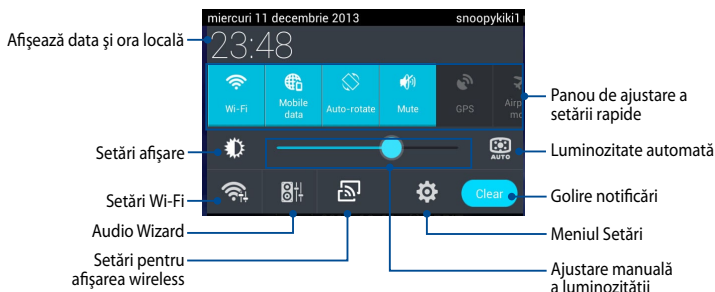 miercuri 11 decembrie 2013 snoopykiki1
Afișează data și ora locală
23:48
Wi-Fi
Mobile data
Auto-rotate
Mute
GPS
Panou de ajustare a
setării rapide
Setări afișare
AUTO
Luminozitate automată
Setări Wi-Fi
Clear
Golire notificări
Audio Wizard
Meniul Setări
Setări pentru
afișarea wireless
Ajustare manuală
a luminozității